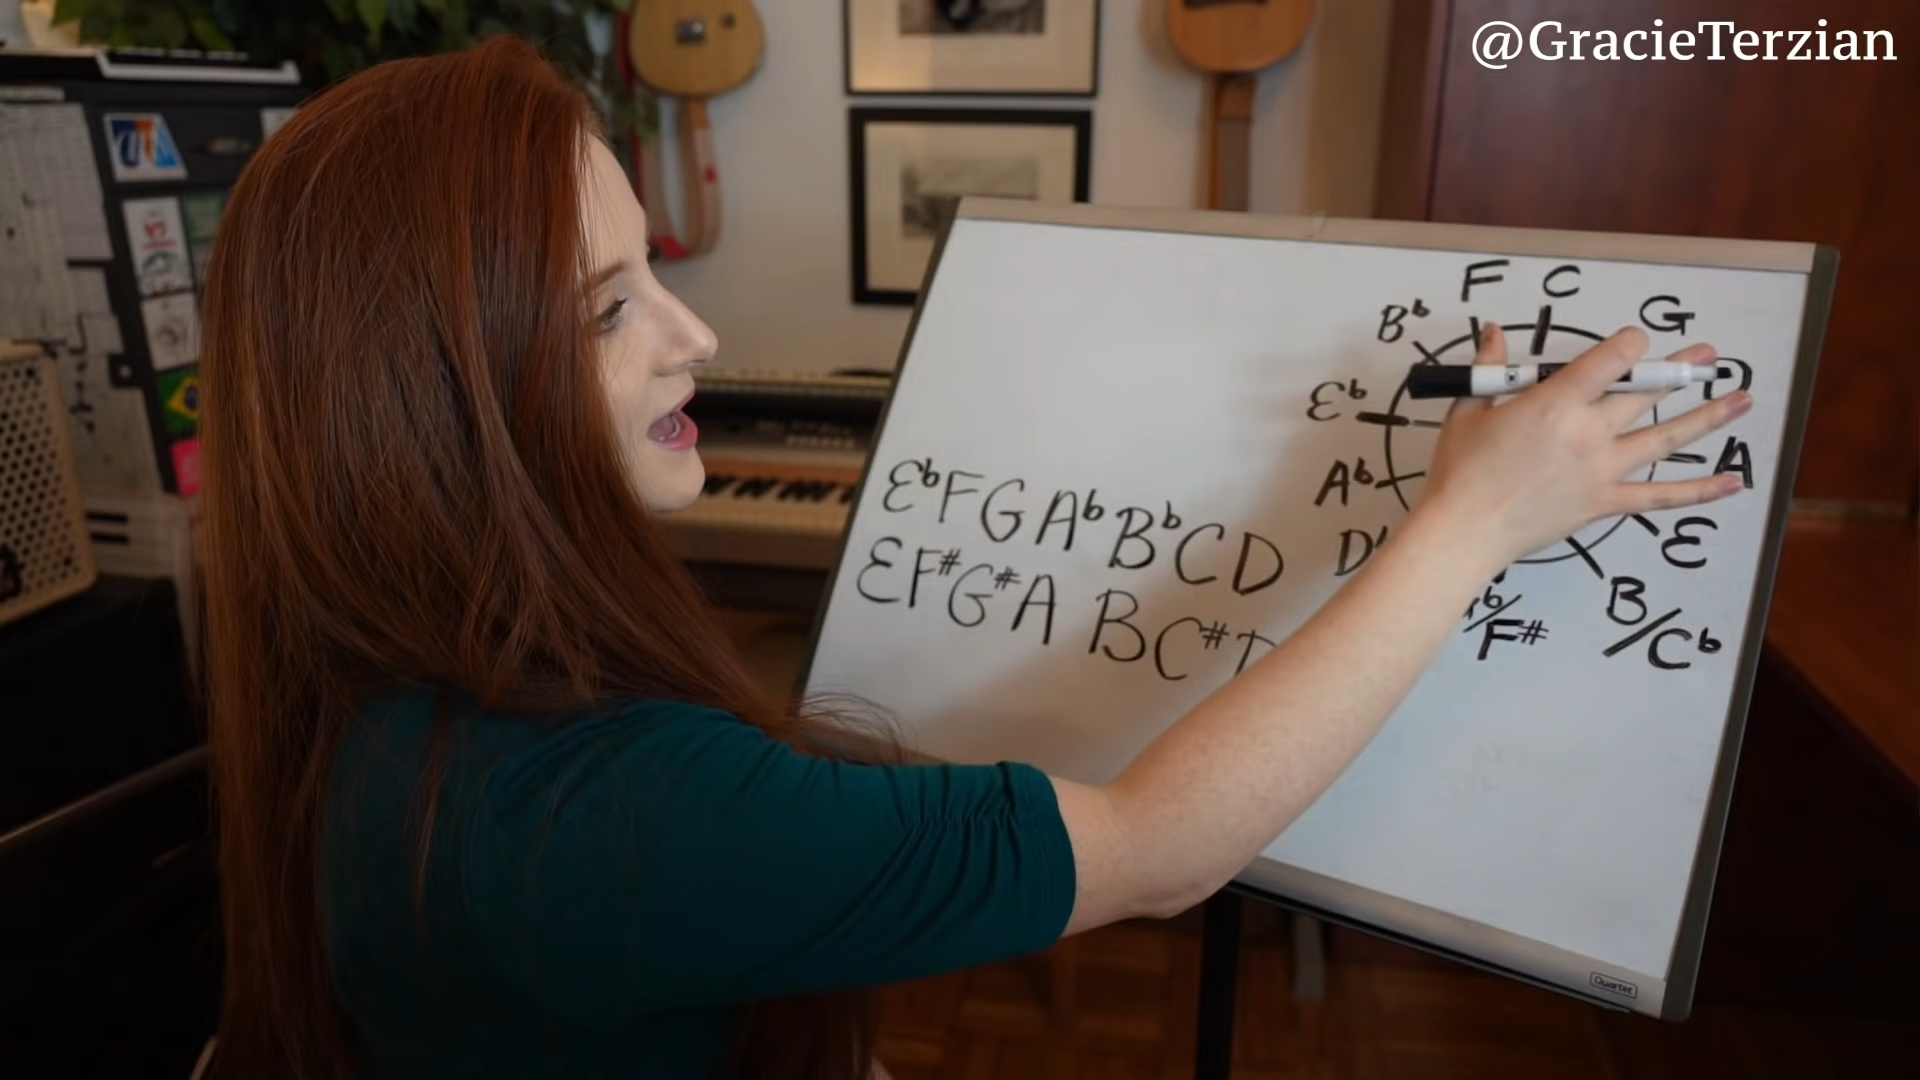 @GracieTerzian
F C
B♭ G
E♭ D
A♭ A
E♭ F G A♭ B♭ C D
E
E F# G# A B C#
F#
B/C♭
Quartet